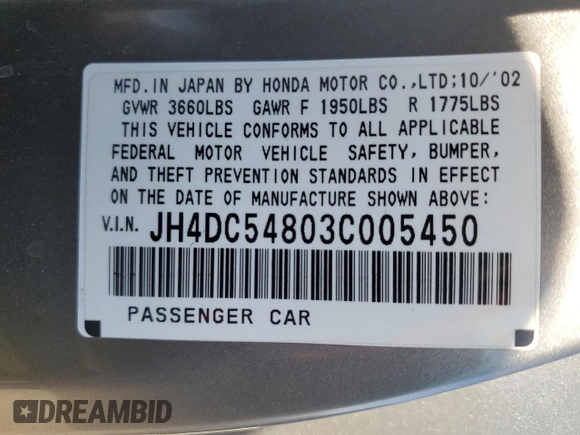 MFD.IN JAPAN BY HONDA MOTOR CO.,LTD;10/'02
GVWR 3660LBS GAWR F 1950LBS R 1775LBS
THIS VEHICLE CONFORMS TO ALL APPLICABLE
FEDERAL MOTOR VEHICLE SAFETY, BUMPER,
AND THEFT PREVENTION STANDARDS IN EFFECT
ON THE DATE OF MANUFACTURE SHOWN ABOVE:
V.I.N. JH4DC54803C005450
PASSENGER CAR
DREAMBID